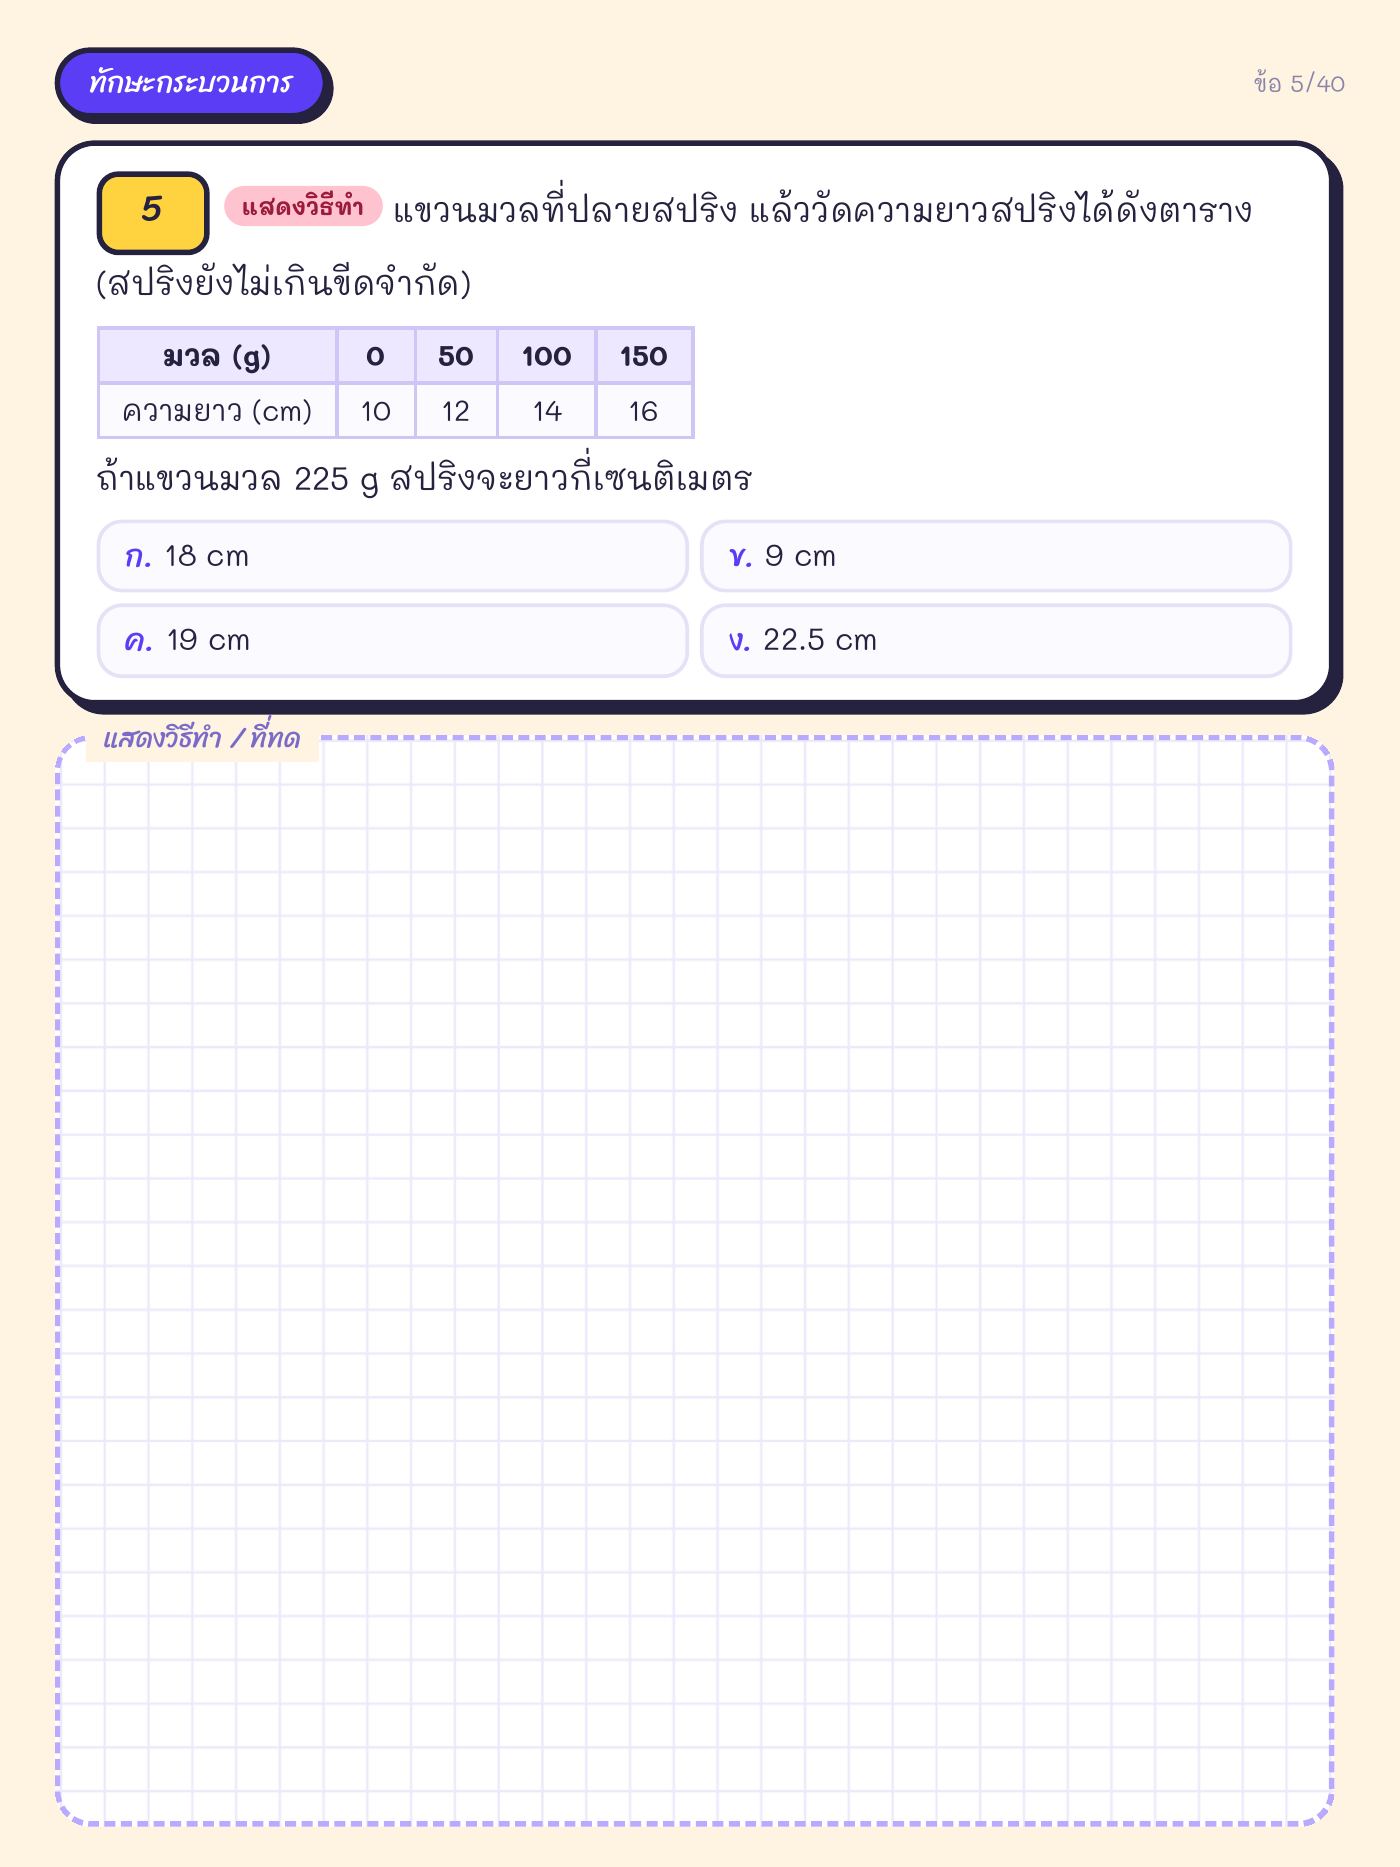 ทักษะกระบวนการ
ข้อ 5/40
5 แสดงวิธีทำ แขวนมวลที่ปลายสปริง แล้ววัดความยาวสปริงได้ดังตาราง
(สปริงยังไม่เกินขีดจำกัด)
มวล (g) 0 50 100 150
ความยาว (cm) 10 12 14 16
ถ้าแขวนมวล 225 g สปริงจะยาวกี่เซนติเมตร
ก. 18 cm
ข. 9 cm
ค. 19 cm
ง. 22.5 cm
แสดงวิธีทำ / ที่ทด